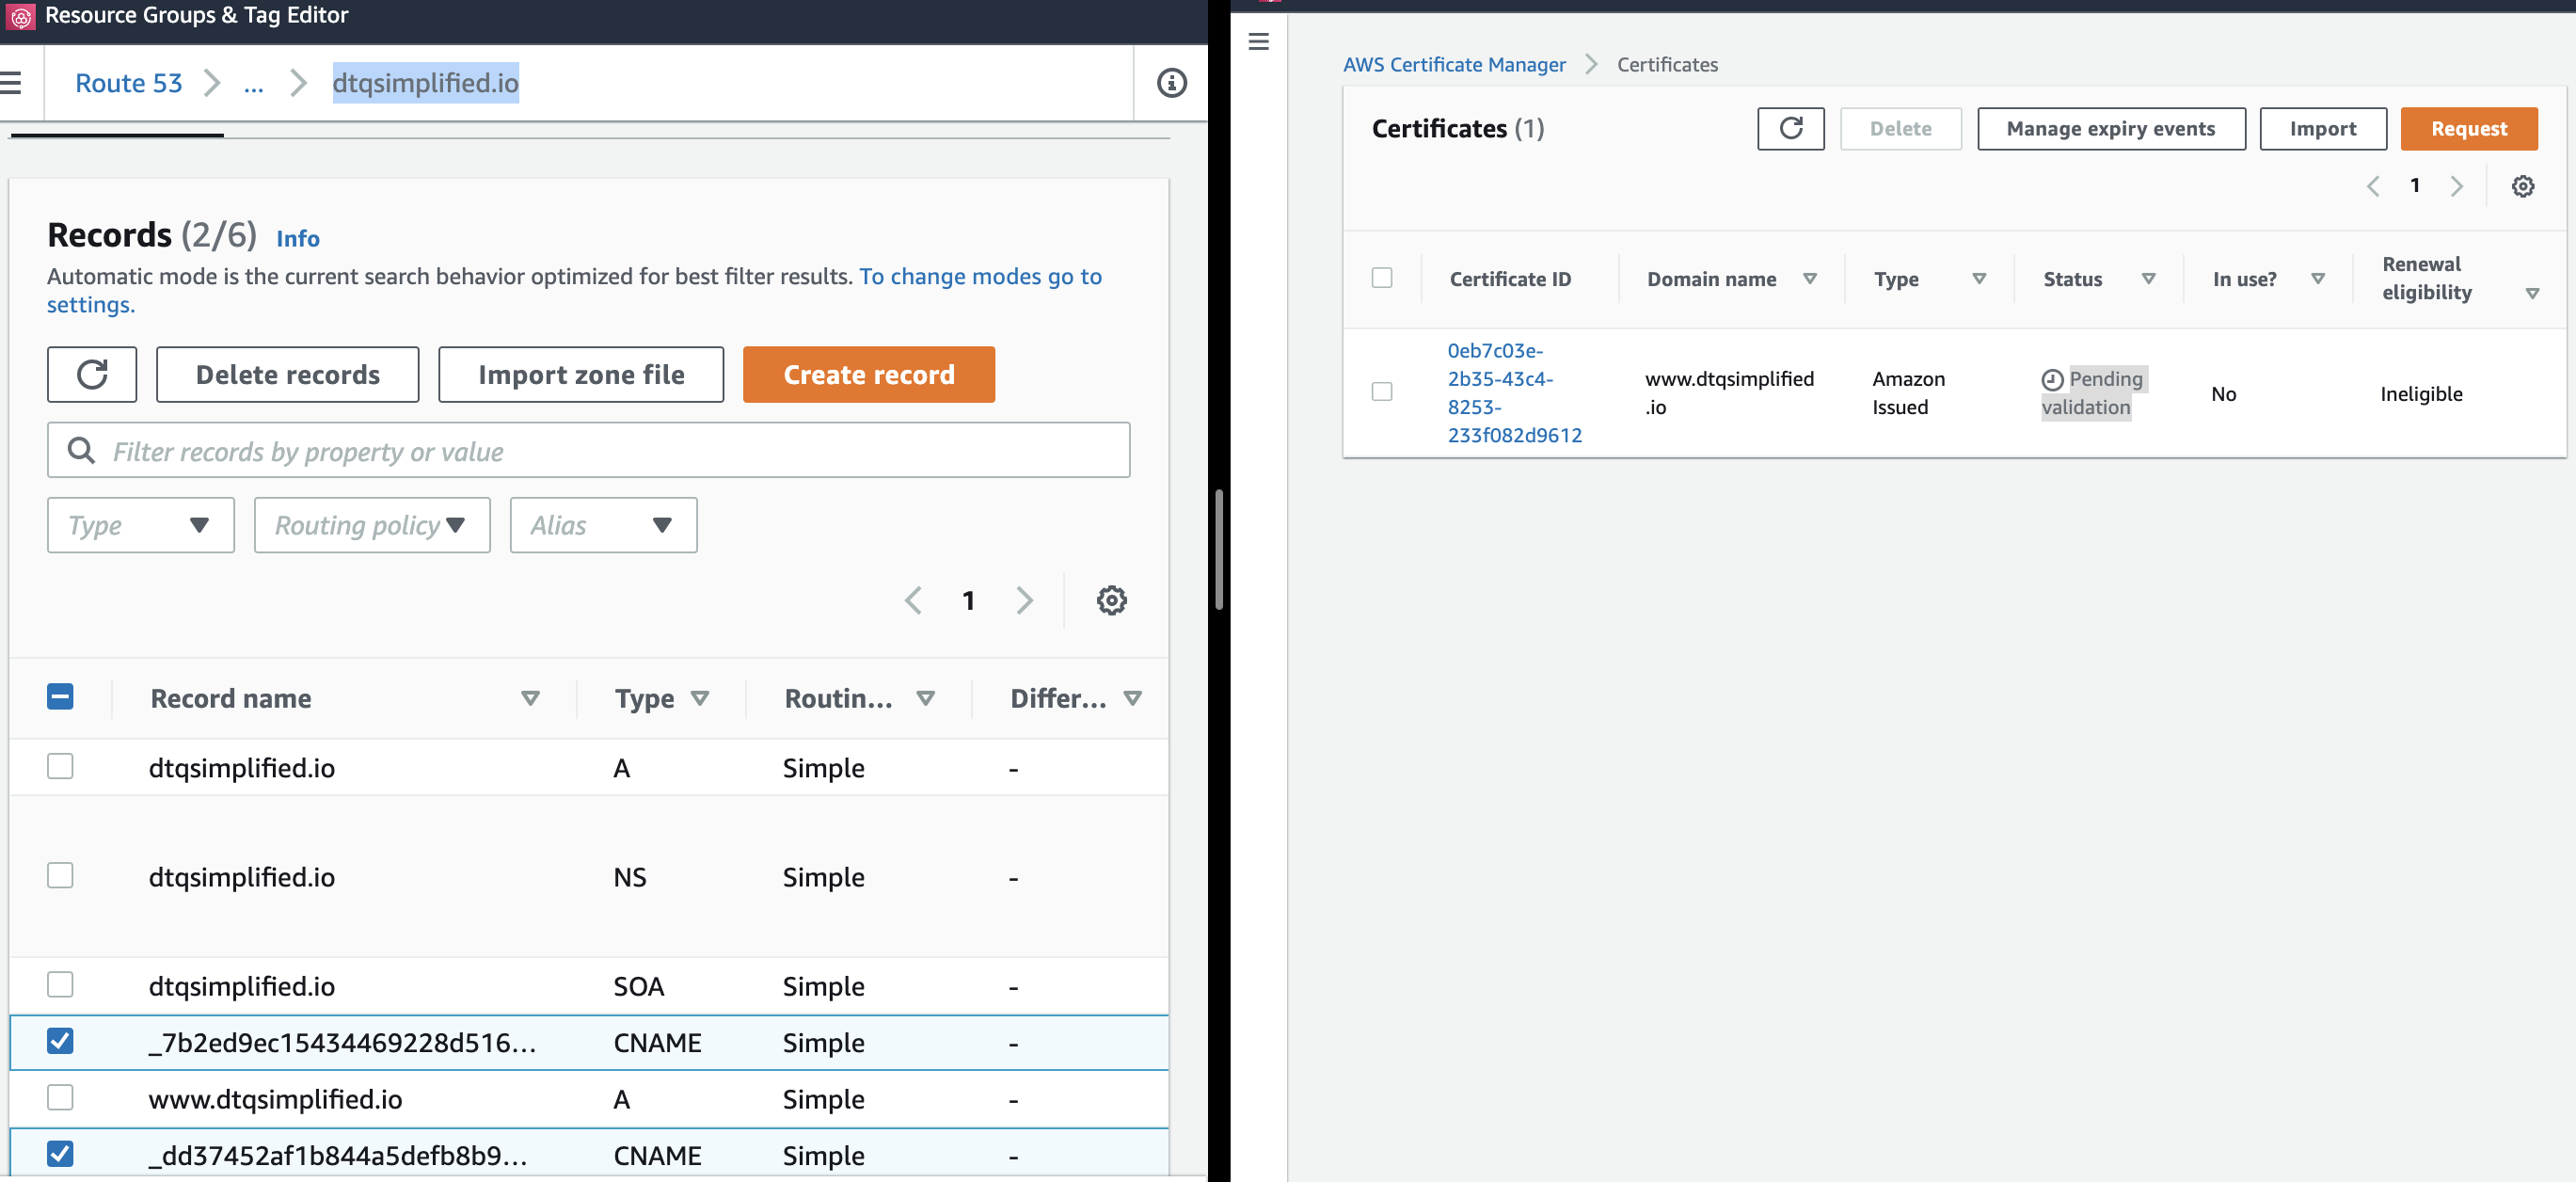 Resource Groups & Tag Editor
Route 53
...
dtqsimplified.io
Records (2/6) Info
Automatic mode is the current search behavior optimized for best filter results. To change modes go to
settings.
Delete records
Import zone file
Create record
Filter records by property or value
Type
Routing policy
Alias
1
Record name
Type
Routin...
Differ...
dtqsimplified.io A Simple -
dtqsimplified.io NS Simple -
dtqsimplified.io SOA Simple -
_7b2ed9ec15434469228d516... CNAME Simple -
www.dtqsimplified.io A Simple -
_dd37452af1b844a5defb8b9... CNAME Simple -
AWS Certificate Manager
Certificates
Certificates (1)
Delete
Manage expiry events
Import
Request
1
Certificate ID
Domain name
Type
Status
In use?
Renewal
eligibility
0eb7c03e-
2b35-43c4-
8253-
233f082d9612
www.dtqsimplified
.io
Amazon
Issued
Pending
validation
No
Ineligible